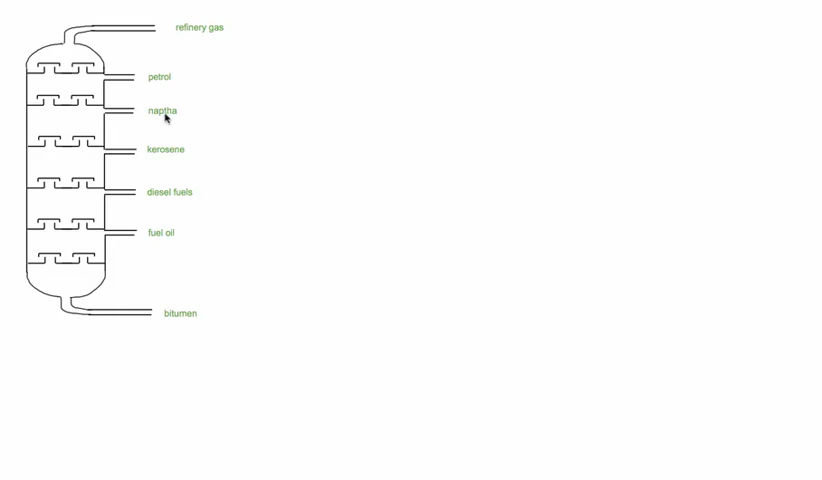 refinery gas
petrol
naptha
kerosene
diesel fuels
fuel oil
bitumen